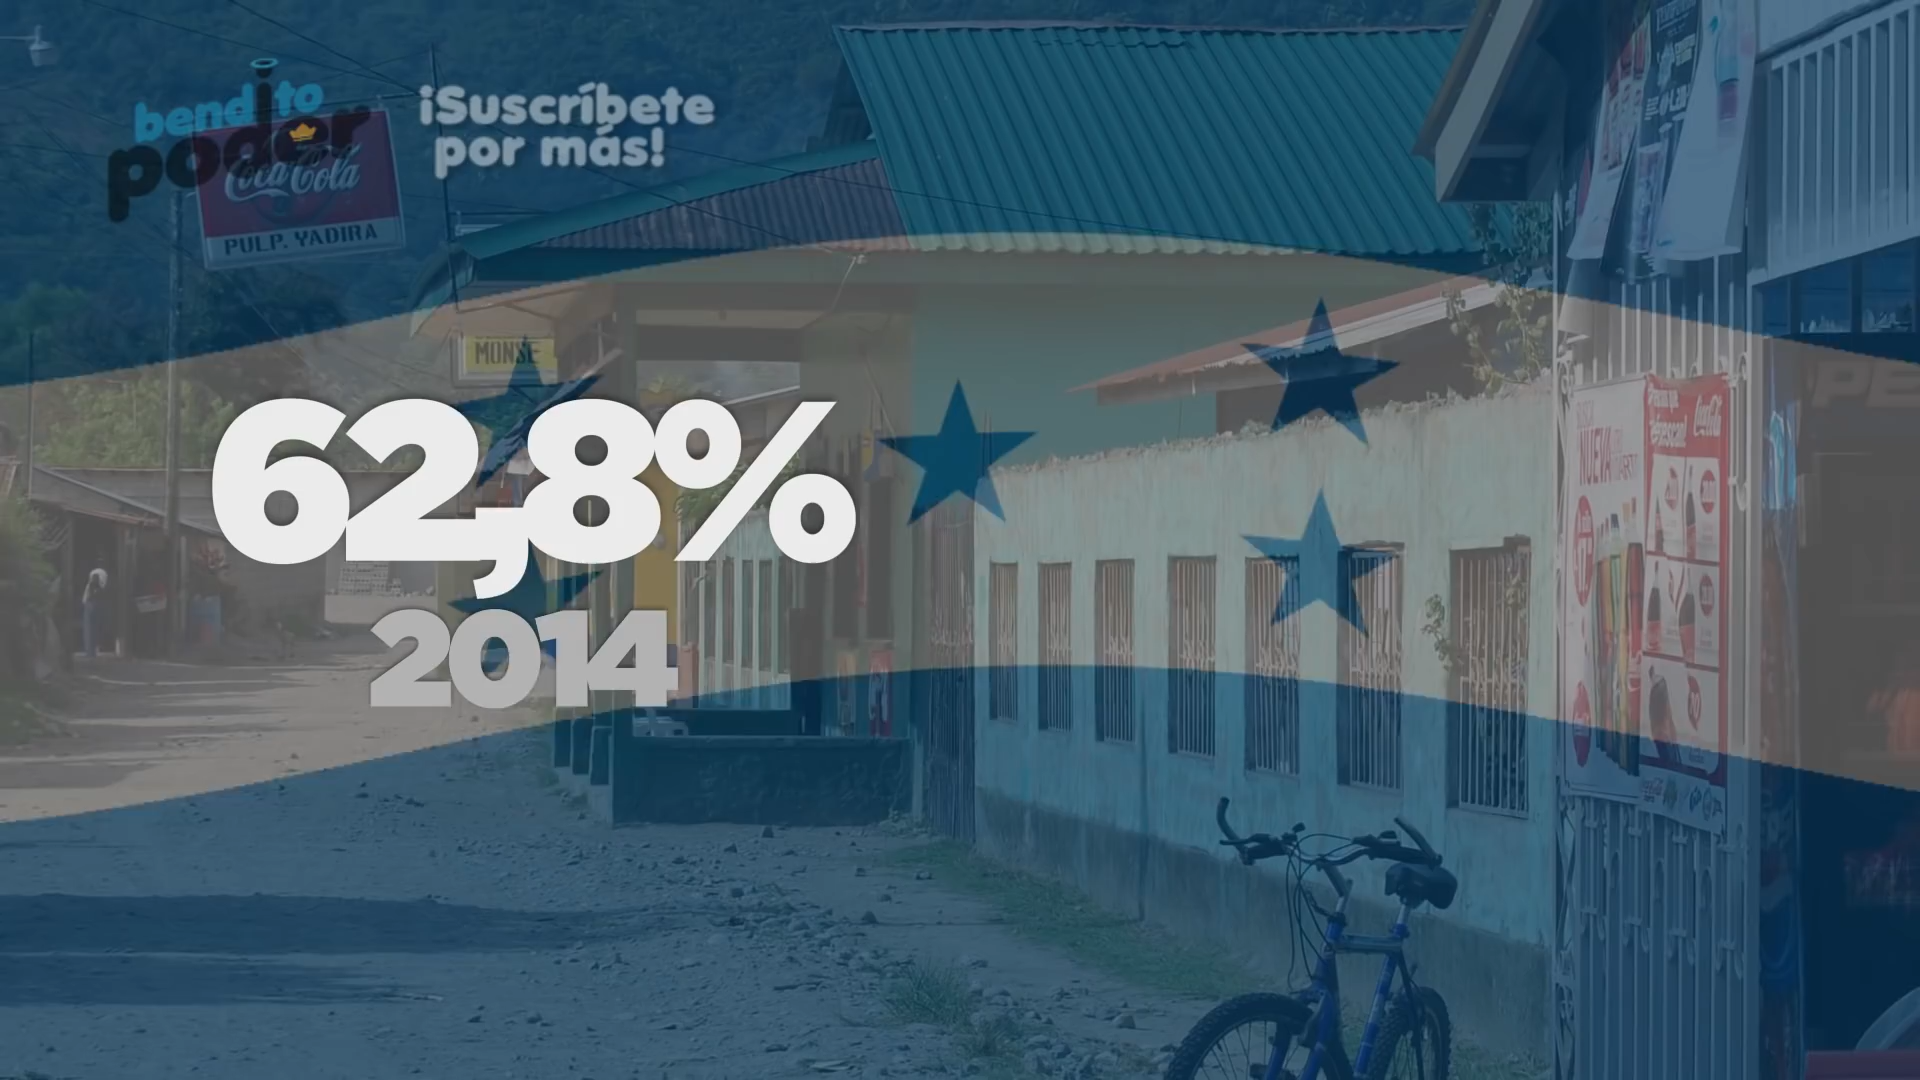 bendito
poder
¡Suscríbete
por más!
Coca-Cola
PULP. YADIRA
MONSE
62,8%
2014
NUEVA
Coca-Cola